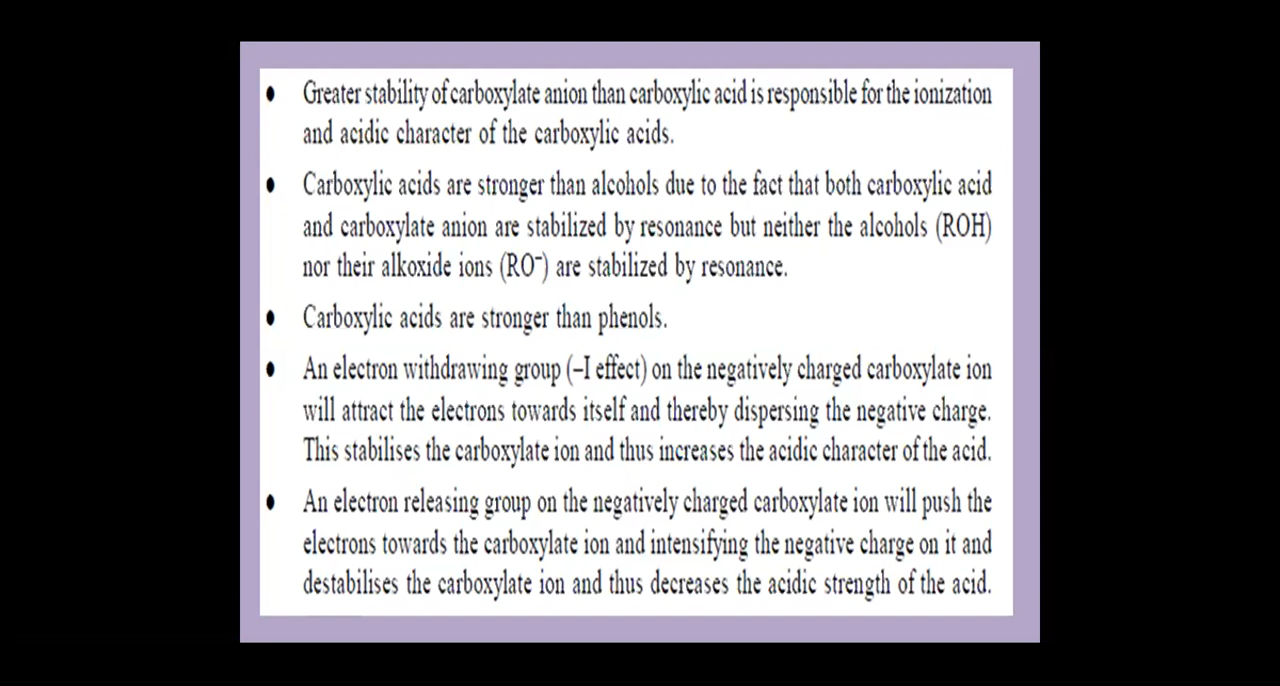 • Greater stability of carboxylate anion than carboxylic acid is responsible for the ionization
and acidic character of the carboxylic acids.
• Carboxylic acids are stronger than alcohols due to the fact that both carboxylic acid
and carboxylate anion are stabilized by resonance but neither the alcohols (ROH)
nor their alkoxide ions (RO⁻) are stabilized by resonance.
• Carboxylic acids are stronger than phenols.
• An electron withdrawing group (–I effect) on the negatively charged carboxylate ion
will attract the electrons towards itself and thereby dispersing the negative charge.
This stabilises the carboxylate ion and thus increases the acidic character of the acid.
• An electron releasing group on the negatively charged carboxylate ion will push the
electrons towards the carboxylate ion and intensifying the negative charge on it and
destabilises the carboxylate ion and thus decreases the acidic strength of the acid.